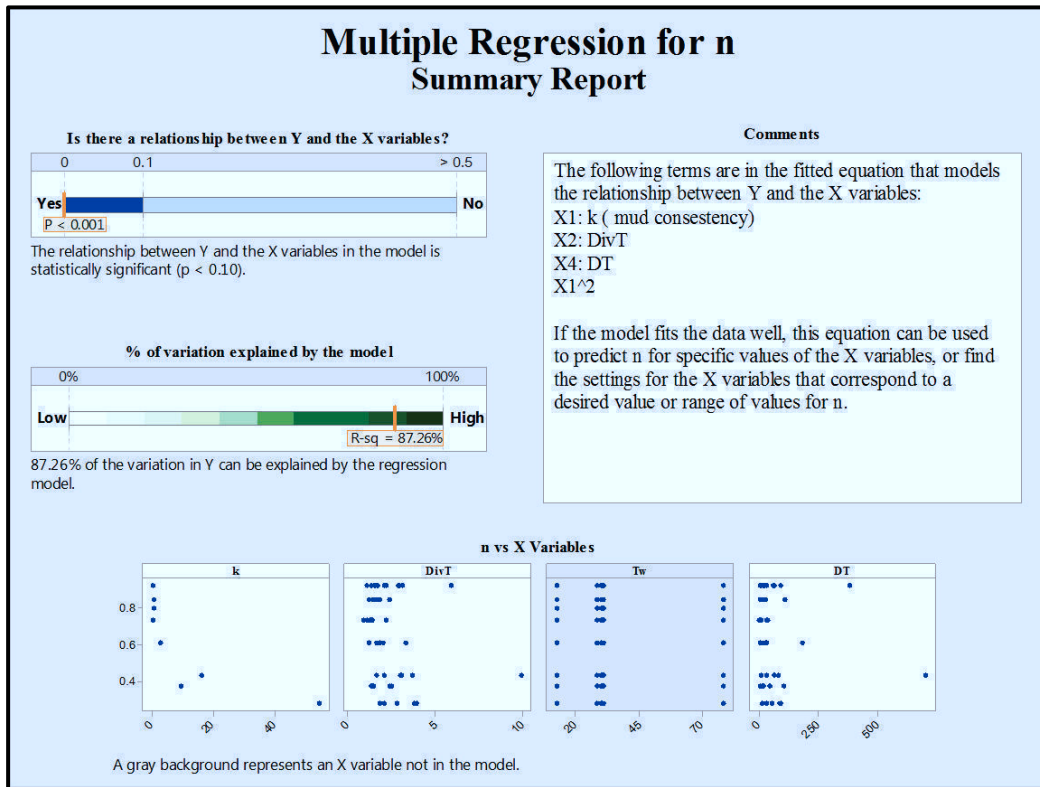 Multiple Regression for n
Summary Report
Is there a relationship between Y and the X variables?
0 0.1 > 0.5
Yes No
P < 0.001
The relationship between Y and the X variables in the model is
statistically significant (p < 0.10).
% of variation explained by the model
0% 100%
Low High
R-sq = 87.26%
87.26% of the variation in Y can be explained by the regression
model.
Comments
The following terms are in the fitted equation that models
the relationship between Y and the X variables:
X1: k ( mud consestency)
X2: DivT
X4: DT
X1^2
If the model fits the data well, this equation can be used
to predict n for specific values of the X variables, or find
the settings for the X variables that correspond to a
desired value or range of values for n.
n vs X Variables
k DivT Tw DT
0.8
0.6
0.4
0 20 40 0 5 10 20 45 70 0 250 500
A gray background represents an X variable not in the model.